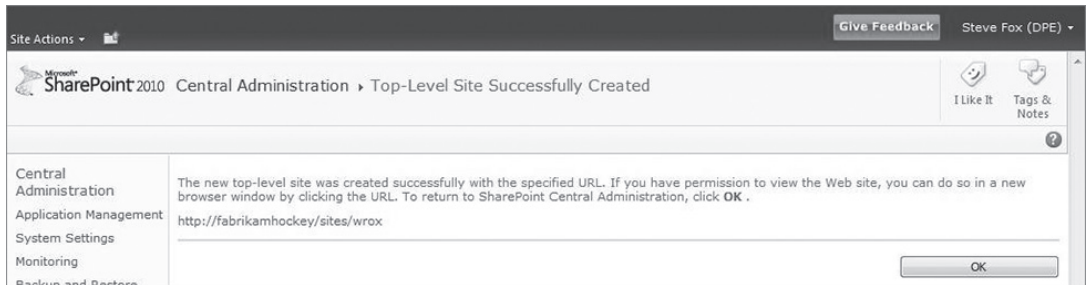 Give Feedback
Steve Fox (DPE)
Site Actions
Microsoft
SharePoint 2010
Central Administration ▸ Top-Level Site Successfully Created
I Like It
Tags &
Notes
Central
Administration
Application Management
System Settings
Monitoring
Backup and Restore
The new top-level site was created successfully with the specified URL. If you have permission to view the Web site, you can do so in a new
browser window by clicking the URL. To return to SharePoint Central Administration, click OK .
http://fabrikamhockey/sites/wrox
OK